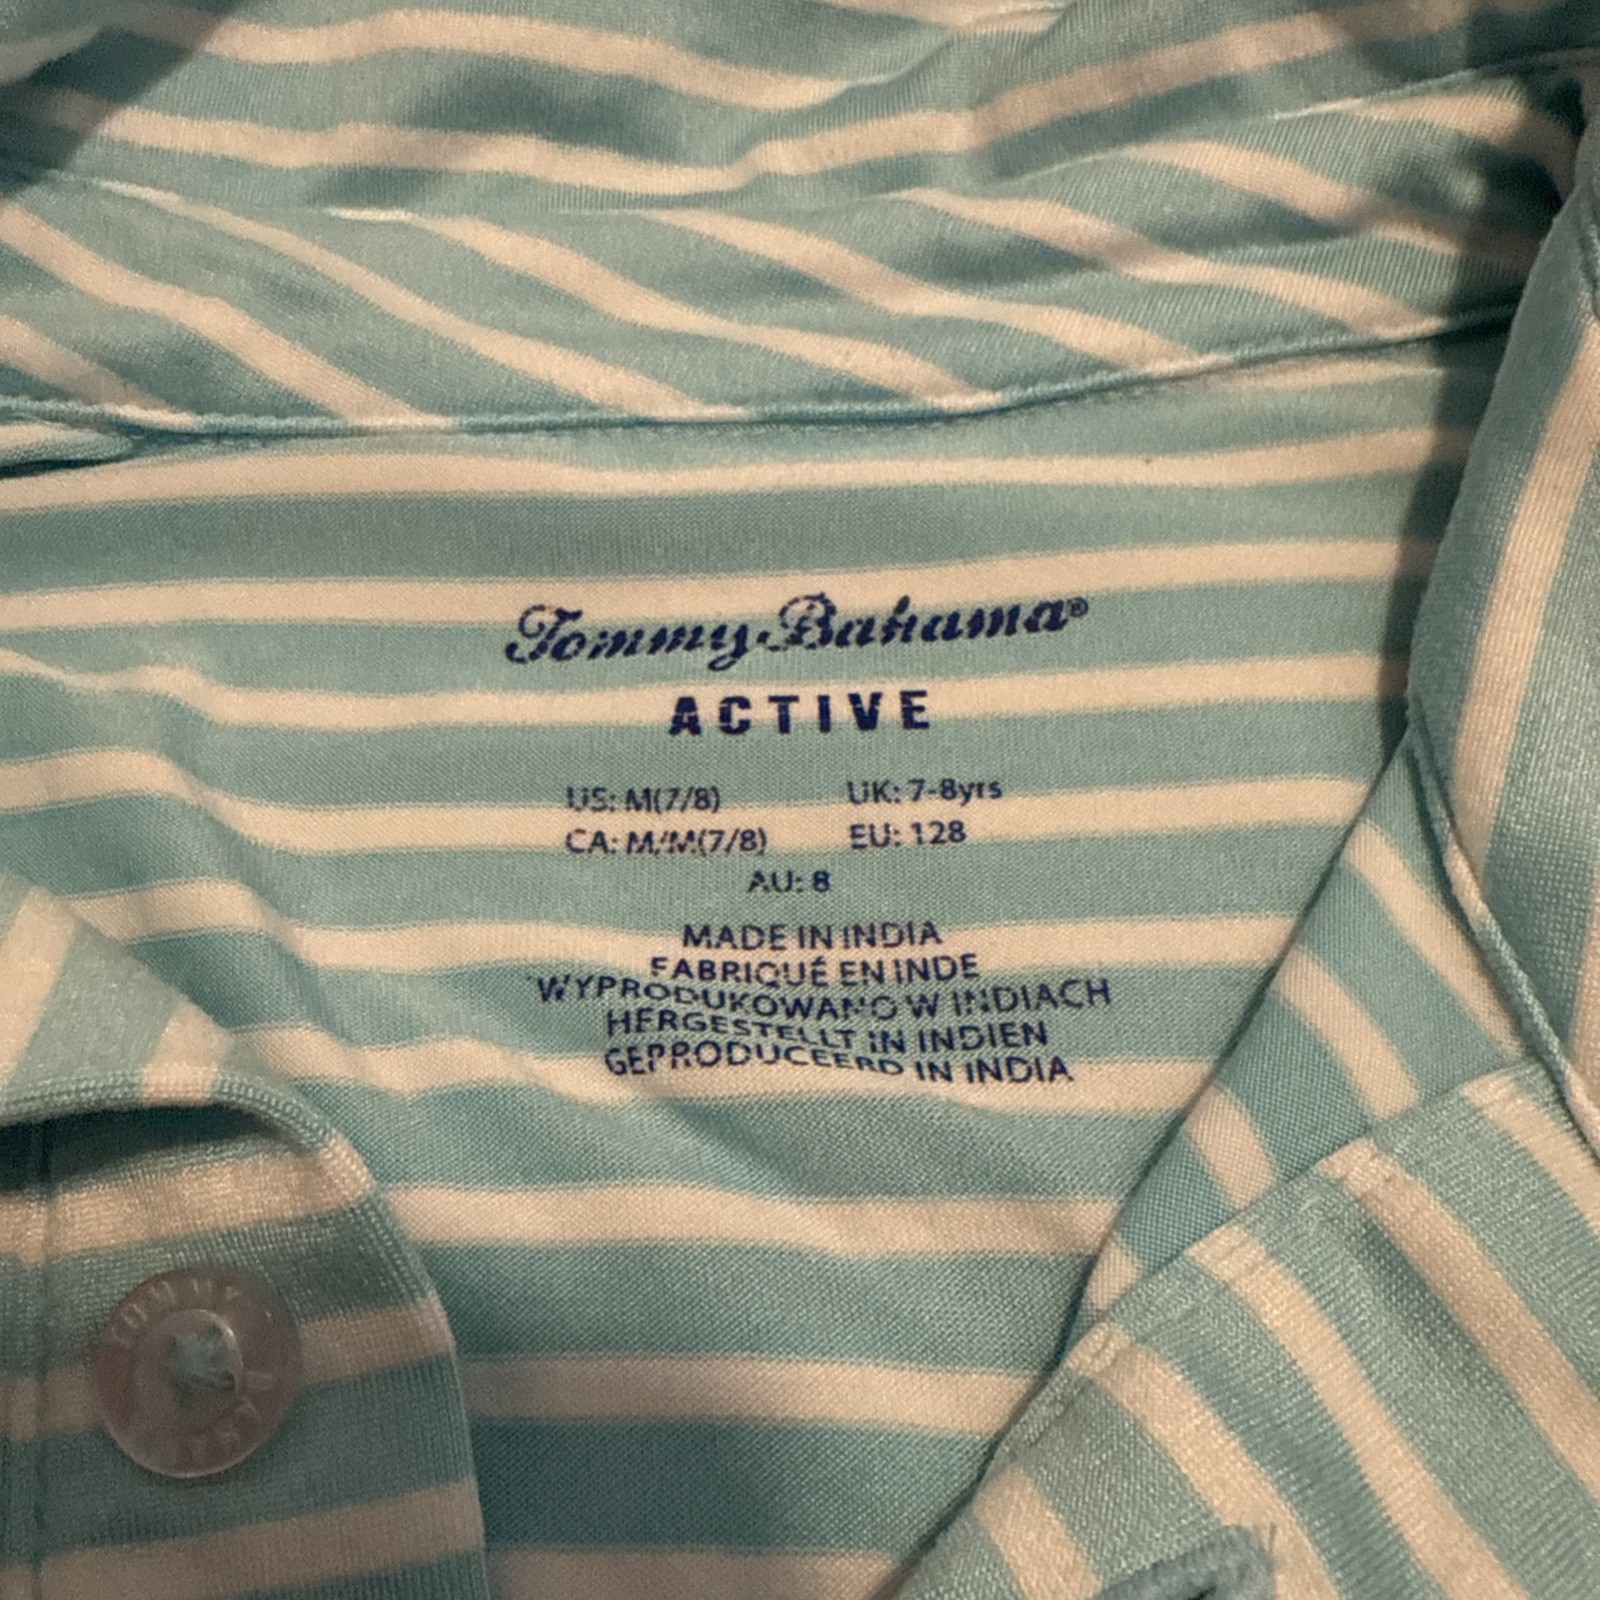 Tommy Bahama®
ACTIVE
US: M(7/8) UK: 7-8yrs
CA: M/M(7/8) EU: 128
AU: 8
MADE IN INDIA
FABRIQUÉ EN INDE
WYPRODUKOWANO W INDIACH
HERGESTELLT IN INDIEN
GEPRODUCEERD IN INDIA
TOMMY